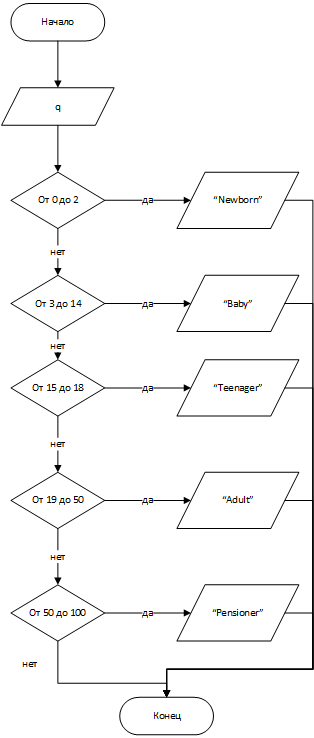 Начало
q
От 0 до 2
да
“Newborn”
нет
От 3 до 14
да
“Baby”
нет
От 15 до 18
да
“Teenager”
нет
От 19 до 50
да
“Adult”
нет
От 50 до 100
да
“Pensioner”
нет
Конец